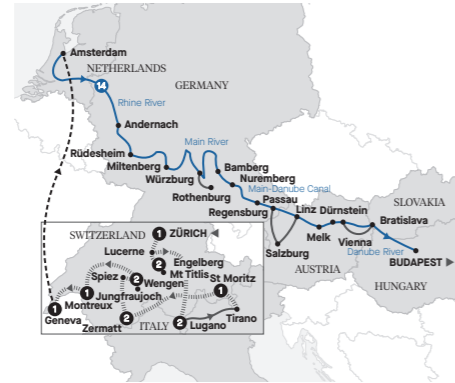 Amsterdam
NETHERLANDS
14
GERMANY
Rhine River
Andernach
Main River
Rüdesheim
Miltenberg
Bamberg
Würzburg
Nuremberg
Rothenburg
Main-Danube Canal
Passau
Regensburg
Linz
Dürnstein
SLOVAKIA
Bratislava
Melk
Vienna
Salzburg
Danube River
AUSTRIA
BUDAPEST
HUNGARY
SWITZERLAND
1
ZÜRICH
Lucerne
Engelberg
2
Mt Titlis
St Moritz
Spiez
2
Wengen
1
Jungfraujoch
1
Montreux
1
Geneva
2
Zermatt
ITALY
2
Lugano
Tirano